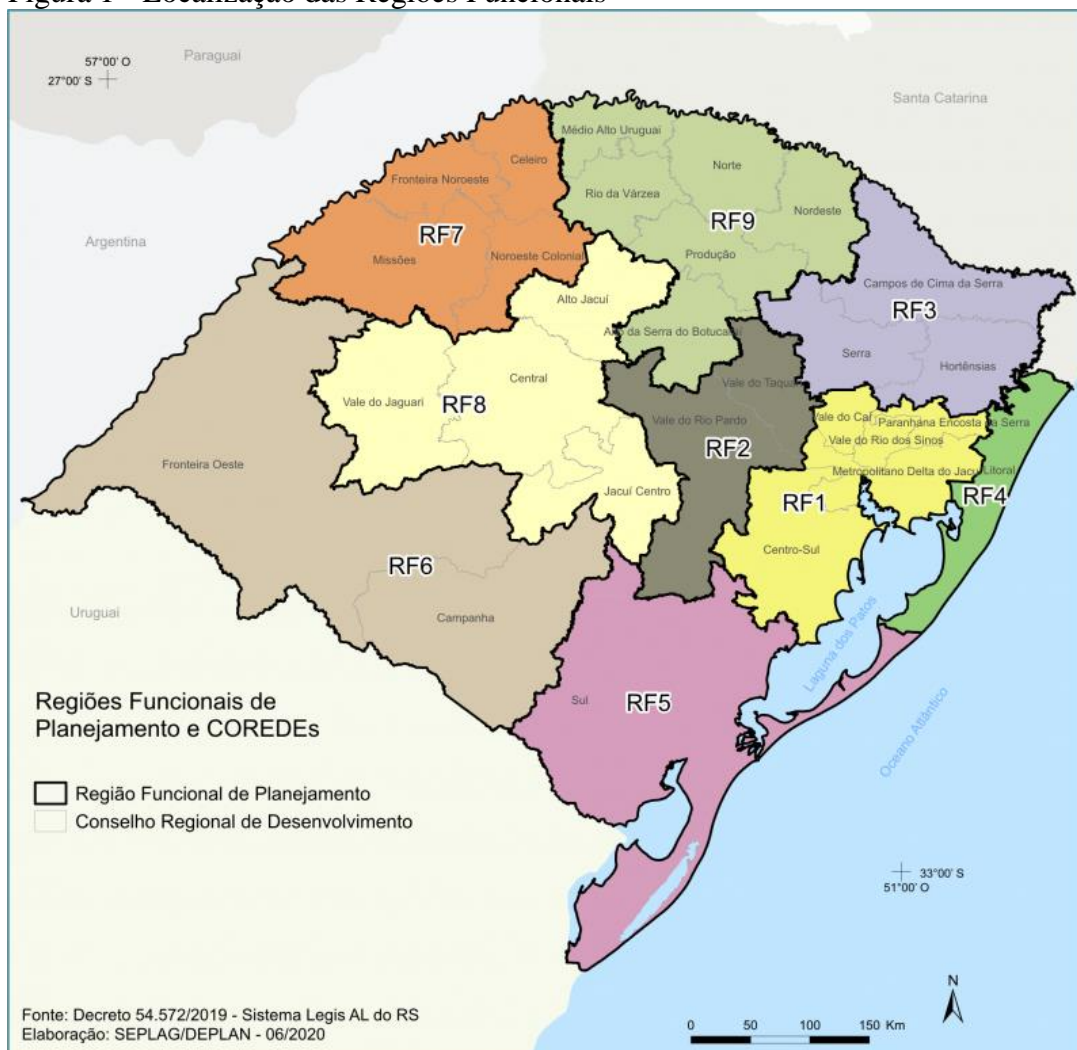 Figura 1 - Localização das Regiões Funcionais
57°00' O
27°00' S
Paraguai
Santa Catarina
Argentina
Uruguai
Médio Alto Uruguai
Norte
Celeiro
Fronteira Noroeste
Rio da Várzea
Nordeste
RF7
RF9
Missões
Noroeste Colonial
Produção
Campos de Cima da Serra
RF3
Alto Jacuí
Alto da Serra do Botucaraí
Serra
Hortênsias
Central
Vale do Jaguari
RF8
Vale do Taquari
Vale do Rio Pardo
RF2
Vale do Caí
Paranhana Encosta da Serra
Vale do Rio dos Sinos
Fronteira Oeste
Metropolitano Delta do Jacuí
Litoral
Jacuí Centro
RF1
RF4
Centro-Sul
RF6
Campanha
Laguna dos Patos
Sul
RF5
Oceano Atlântico
Regiões Funcionais de
Planejamento e COREDEs
Região Funcional de Planejamento
Conselho Regional de Desenvolvimento
33°00' S
51°00' O
N
Fonte: Decreto 54.572/2019 - Sistema Legis AL do RS
Elaboração: SEPLAG/DEPLAN - 06/2020
0 50 100 150 Km